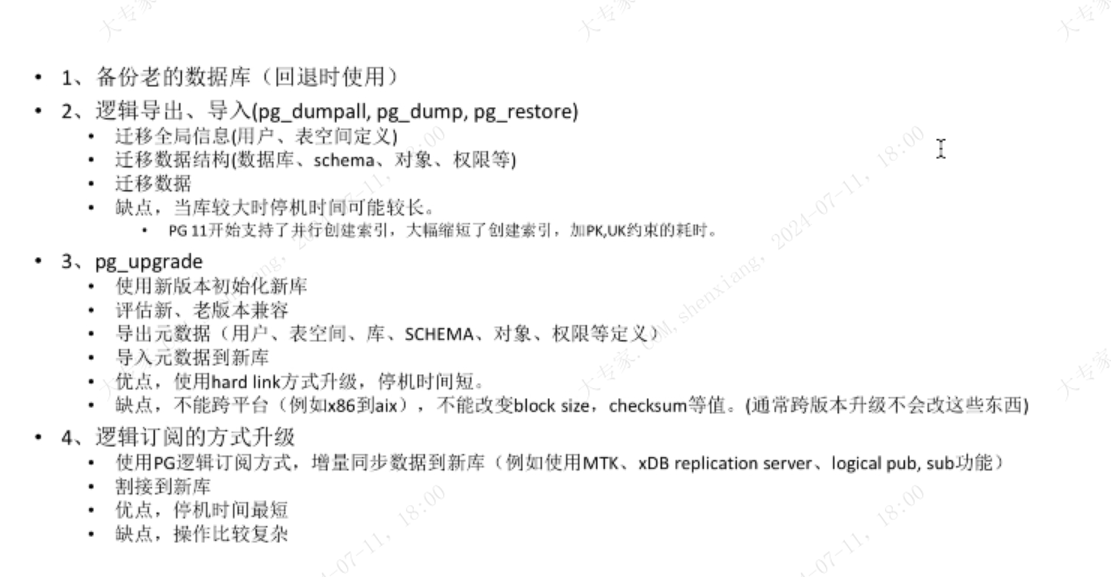 • 1、备份老的数据库（回退时使用）
• 2、逻辑导出、导入(pg_dumpall, pg_dump, pg_restore)
• 迁移全局信息(用户、表空间定义)
• 迁移数据结构(数据库、schema、对象、权限等)
• 迁移数据
• 缺点，当库较大时停机时间可能较长。
• PG 11开始支持了并行创建索引，大幅缩短了创建索引，加PK,UK约束的耗时。
• 3、pg_upgrade
• 使用新版本初始化新库
• 评估新、老版本兼容
• 导出元数据（用户、表空间、库、SCHEMA、对象、权限等定义）
• 导入元数据到新库
• 优点，使用hard link方式升级，停机时间短。
• 缺点，不能跨平台（例如x86到aix），不能改变block size，checksum等值。(通常跨版本升级不会改这些东西)
• 4、逻辑订阅的方式升级
• 使用PG逻辑订阅方式，增量同步数据到新库（例如使用MTK、xDB replication server、logical pub, sub功能）
• 割接到新库
• 优点，停机时间最短
• 缺点，操作比较复杂